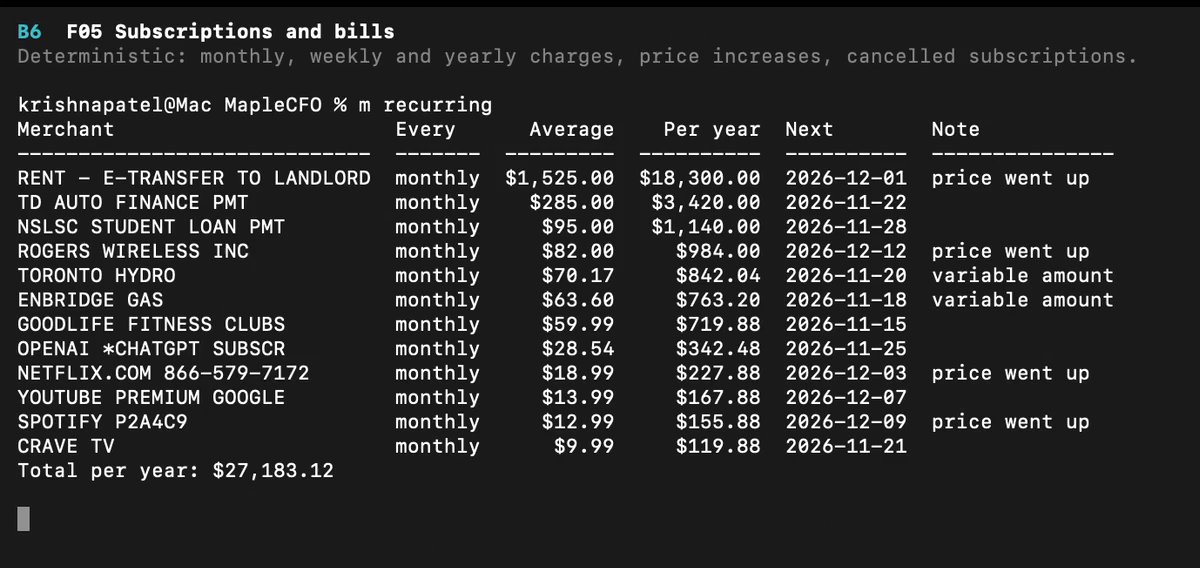 B6  F05 Subscriptions and bills
Deterministic: monthly, weekly and yearly charges, price increases, cancelled subscriptions.
krishnapatel@Mac MapleCFO % m recurring
Merchant                       Every      Average    Per year  Next        Note
-----------------------------  -------  ---------  ----------  ----------  ---------------
RENT - E-TRANSFER TO LANDLORD  monthly  $1,525.00  $18,300.00  2026-12-01  price went up
TD AUTO FINANCE PMT            monthly    $285.00   $3,420.00  2026-11-22
NSLSC STUDENT LOAN PMT         monthly     $95.00   $1,140.00  2026-11-28
ROGERS WIRELESS INC            monthly     $82.00     $984.00  2026-12-12  price went up
TORONTO HYDRO                  monthly     $70.17     $842.04  2026-11-20  variable amount
ENBRIDGE GAS                   monthly     $63.60     $763.20  2026-11-18  variable amount
GOODLIFE FITNESS CLUBS         monthly     $59.99     $719.88  2026-11-15
OPENAI *CHATGPT SUBSCR         monthly     $28.54     $342.48  2026-11-25
NETFLIX.COM 866-579-7172       monthly     $18.99     $227.88  2026-12-03  price went up
YOUTUBE PREMIUM GOOGLE         monthly     $13.99     $167.88  2026-12-07
SPOTIFY P2A4C9                 monthly     $12.99     $155.88  2026-12-09  price went up
CRAVE TV                       monthly      $9.99     $119.88  2026-11-21
Total per year: $27,183.12